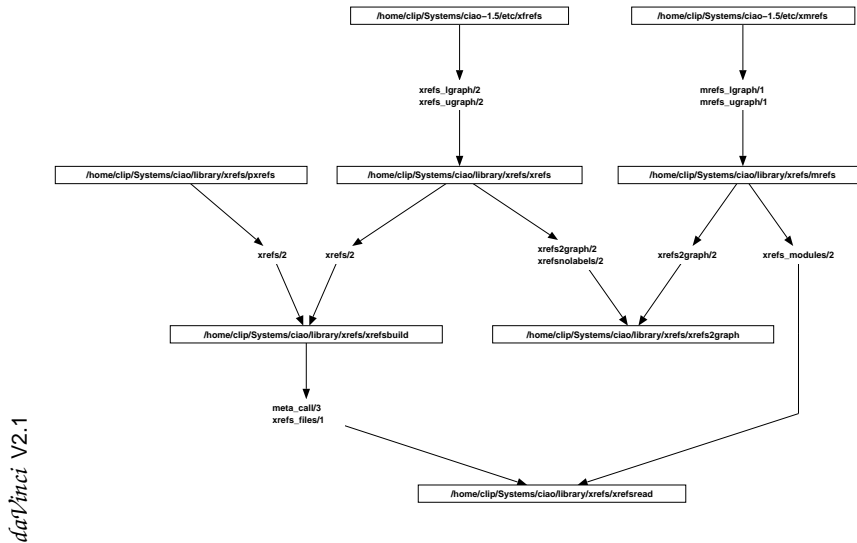 /home/clip/Systems/ciao–1.5/etc/xfrefs
/home/clip/Systems/ciao–1.5/etc/xmrefs
xrefs_lgraph/2
xrefs_ugraph/2
mrefs_lgraph/1
mrefs_ugraph/1
/home/clip/Systems/ciao/library/xrefs/pxrefs
/home/clip/Systems/ciao/library/xrefs/xrefs
/home/clip/Systems/ciao/library/xrefs/mrefs
xrefs/2
xrefs/2
xrefs2graph/2
xrefsnolabels/2
xrefs2graph/2
xrefs_modules/2
/home/clip/Systems/ciao/library/xrefs/xrefsbuild
/home/clip/Systems/ciao/library/xrefs/xrefs2graph
meta_call/3
xrefs_files/1
/home/clip/Systems/ciao/library/xrefs/xrefsread
daVinci V2.1